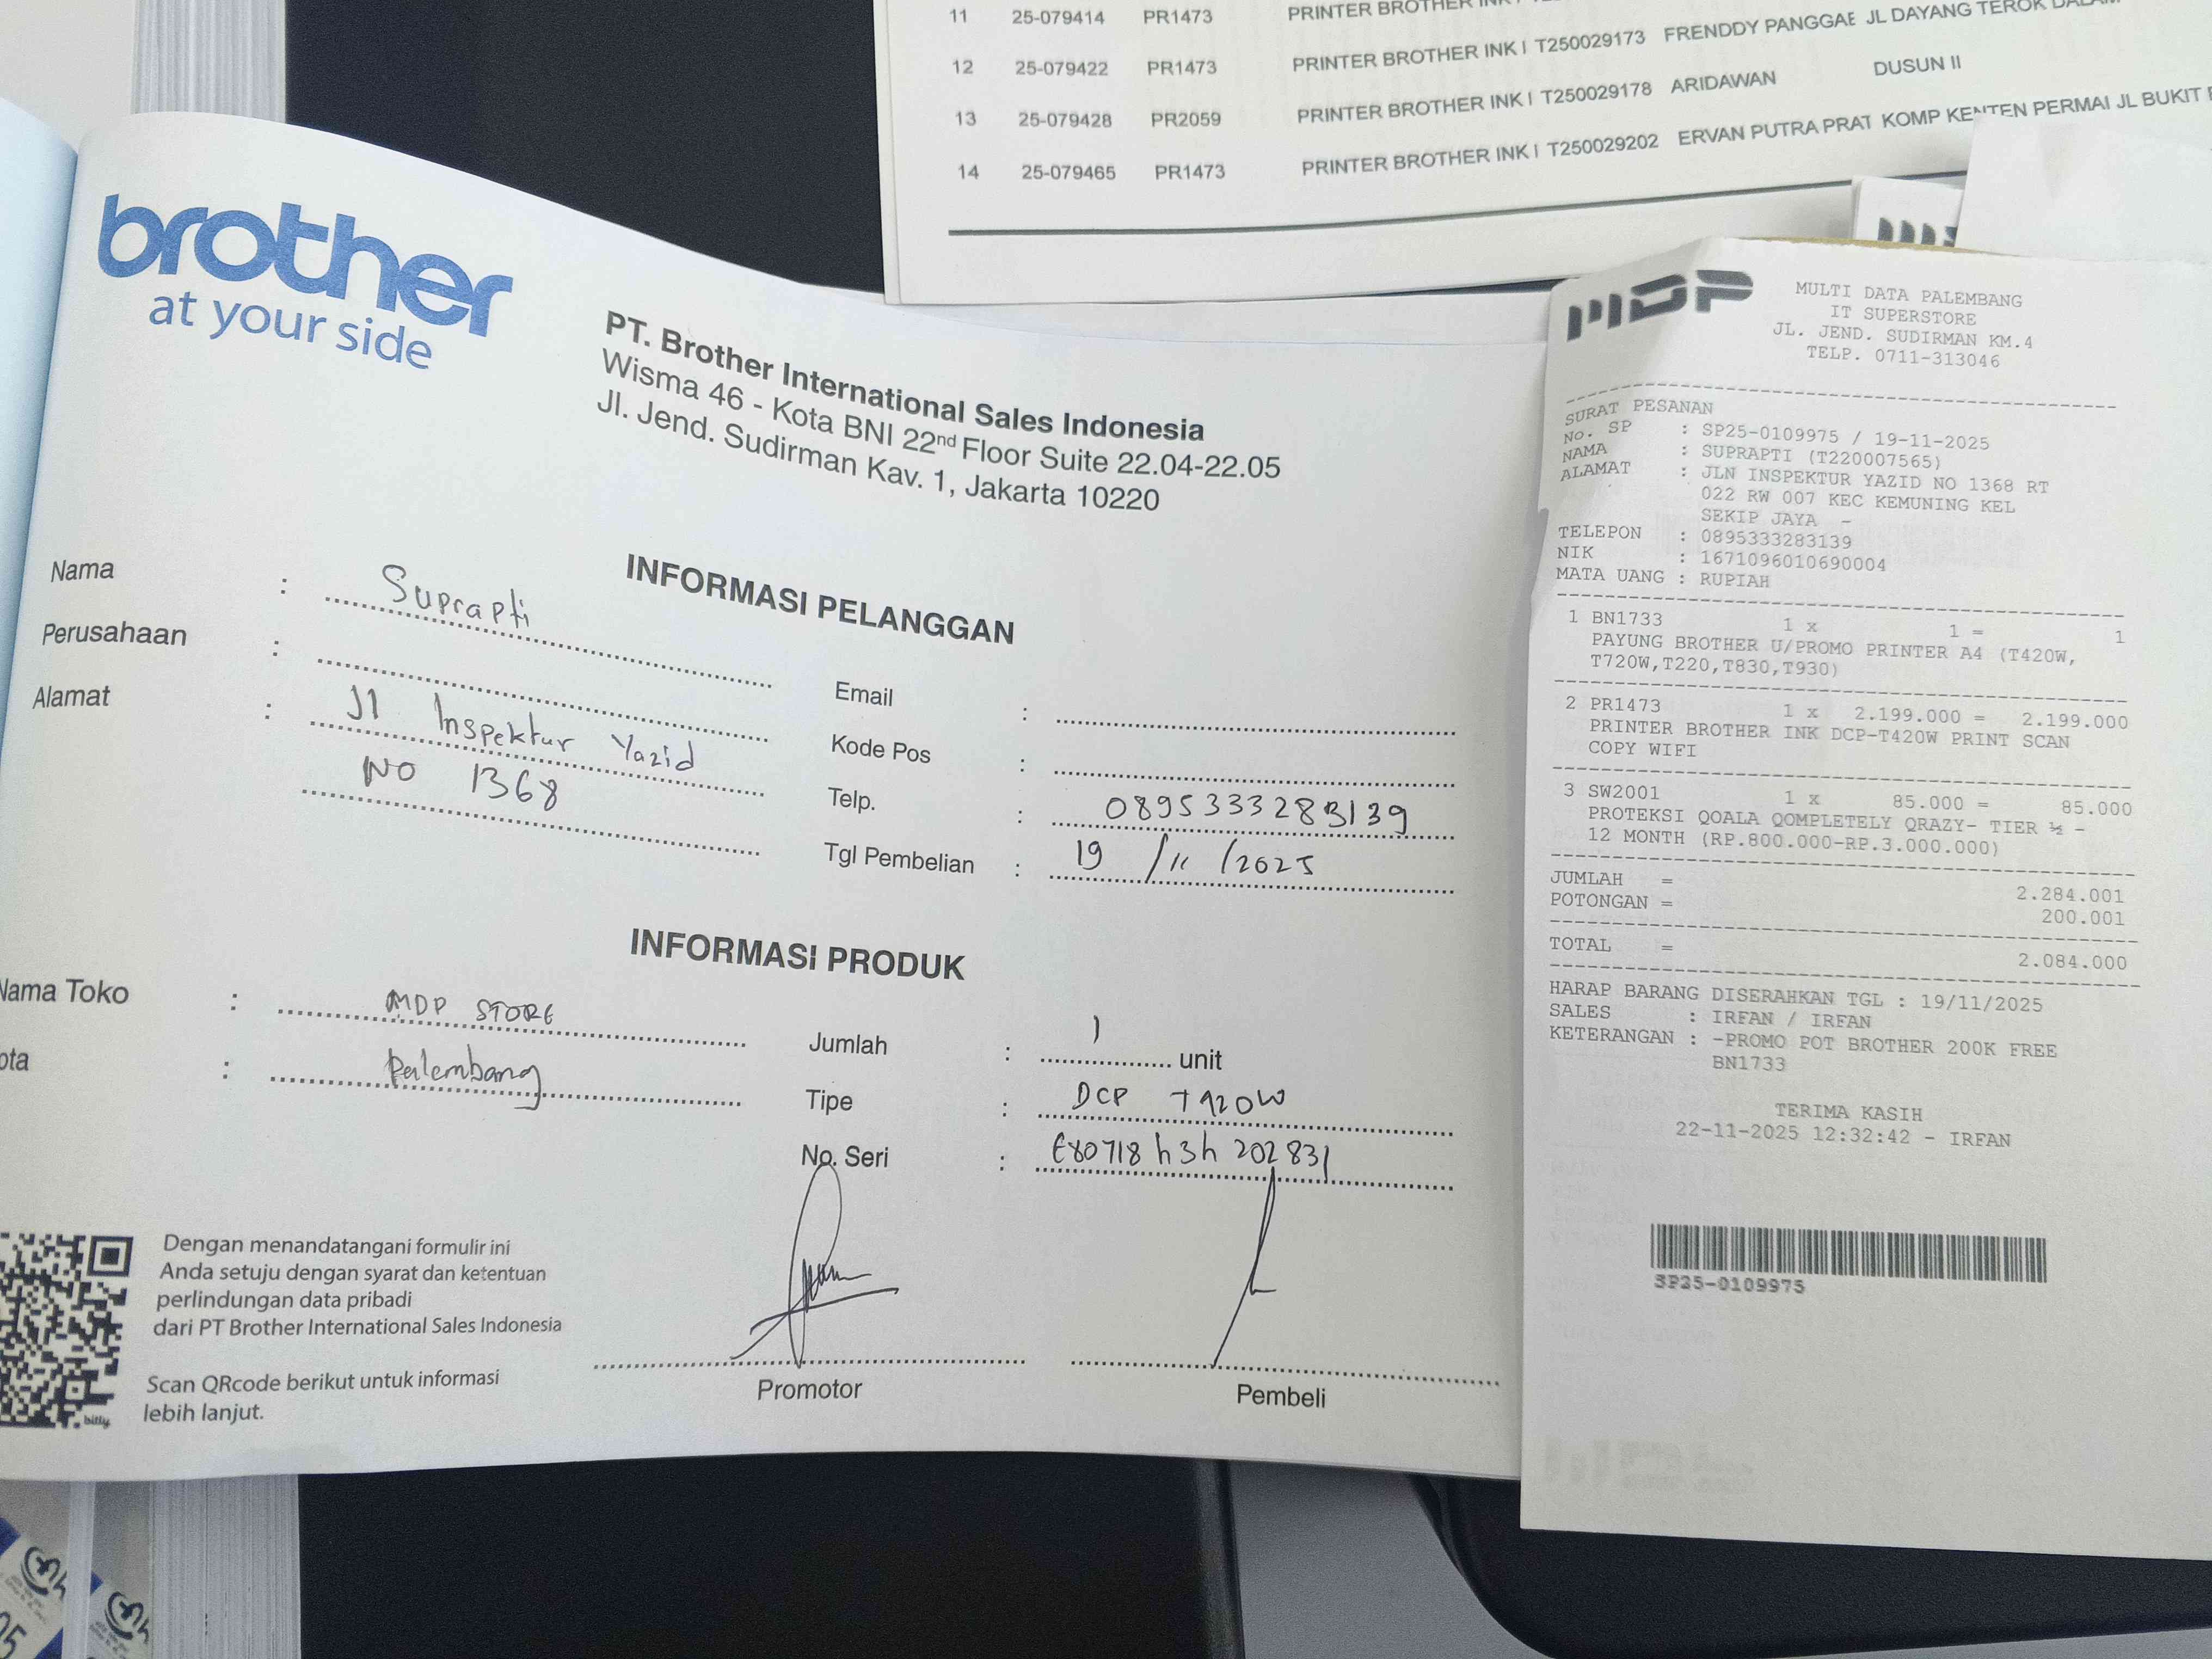 11 25-079414 PR1473 PRINTER BROTHER
12 25-079422 PR1473 PRINTER BROTHER INK I T250029173 FRENDDY PANGGAE JL DAYANG TEROK
13 25-079428 PR2059 PRINTER BROTHER INK I T250029178 ARIDAWAN DUSUN II
14 25-079465 PR1473 PRINTER BROTHER INK I T250029202 ERVAN PUTRA PRAT KOMP KENTEN PERMAI JL BUKIT
brother
at your side
PT. Brother International Sales Indonesia
Wisma 46 - Kota BNI 22nd Floor Suite 22.04-22.05
Jl. Jend. Sudirman Kav. 1, Jakarta 10220
INFORMASI PELANGGAN
Nama : Suprapti
Perusahaan :
Alamat : Jl Inspektur Yazid
NO 1368
Email :
Kode Pos :
Telp. : 0895333283139
Tgl Pembelian : 19 / 11 / 2025
INFORMASI PRODUK
Nama Toko : MDP STORE
ota : Palembang
Jumlah : 1 unit
Tipe : DCP T420W
No. Seri : E80718h3h202831
Dengan menandatangani formulir ini
Anda setuju dengan syarat dan ketentuan
perlindungan data pribadi
dari PT Brother International Sales Indonesia
Scan QRcode berikut untuk informasi
lebih lanjut.
bitly
Promotor
Pembeli
MDP
MULTI DATA PALEMBANG
IT SUPERSTORE
JL. JEND. SUDIRMAN KM.4
TELP. 0711-313046
SURAT PESANAN
No. SP : SP25-0109975 / 19-11-2025
NAMA : SUPRAPTI (T220007565)
ALAMAT : JLN INSPEKTUR YAZID NO 1368 RT
022 RW 007 KEC KEMUNING KEL
SEKIP JAYA -
TELEPON : 0895333283139
NIK : 1671096010690004
MATA UANG : RUPIAH
1 BN1733 1 x 1 = 1
PAYUNG BROTHER U/PROMO PRINTER A4 (T420W,
T720W,T220,T830,T930)
2 PR1473 1 x 2.199.000 = 2.199.000
PRINTER BROTHER INK DCP-T420W PRINT SCAN
COPY WIFI
3 SW2001 1 x 85.000 = 85.000
PROTEKSI QOALA QOMPLETELY QRAZY- TIER ½ -
12 MONTH (RP.800.000-RP.3.000.000)
JUMLAH = 2.284.001
POTONGAN = 200.001
TOTAL = 2.084.000
HARAP BARANG DISERAHKAN TGL : 19/11/2025
SALES : IRFAN / IRFAN
KETERANGAN : -PROMO POT BROTHER 200K FREE
BN1733
TERIMA KASIH
22-11-2025 12:32:42 - IRFAN
SP25-0109975